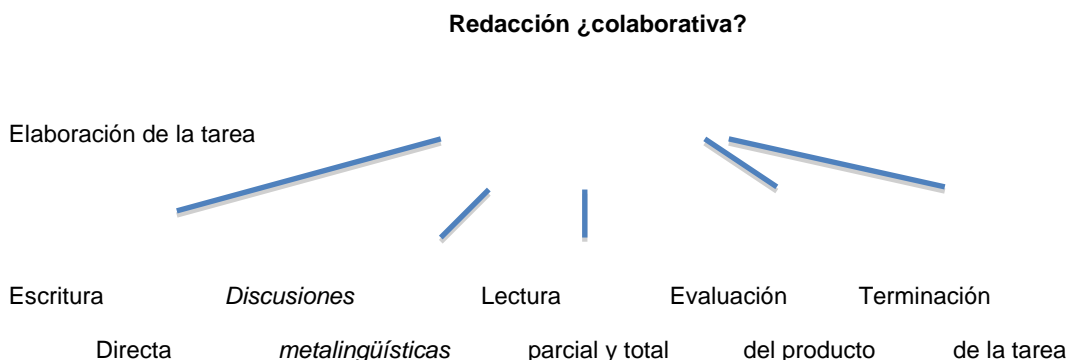 Redacción ¿colaborativa?
Elaboración de la tarea
Escritura Discusiones Lectura Evaluación Terminación
Directa metalingüísticas parcial y total del producto de la tarea